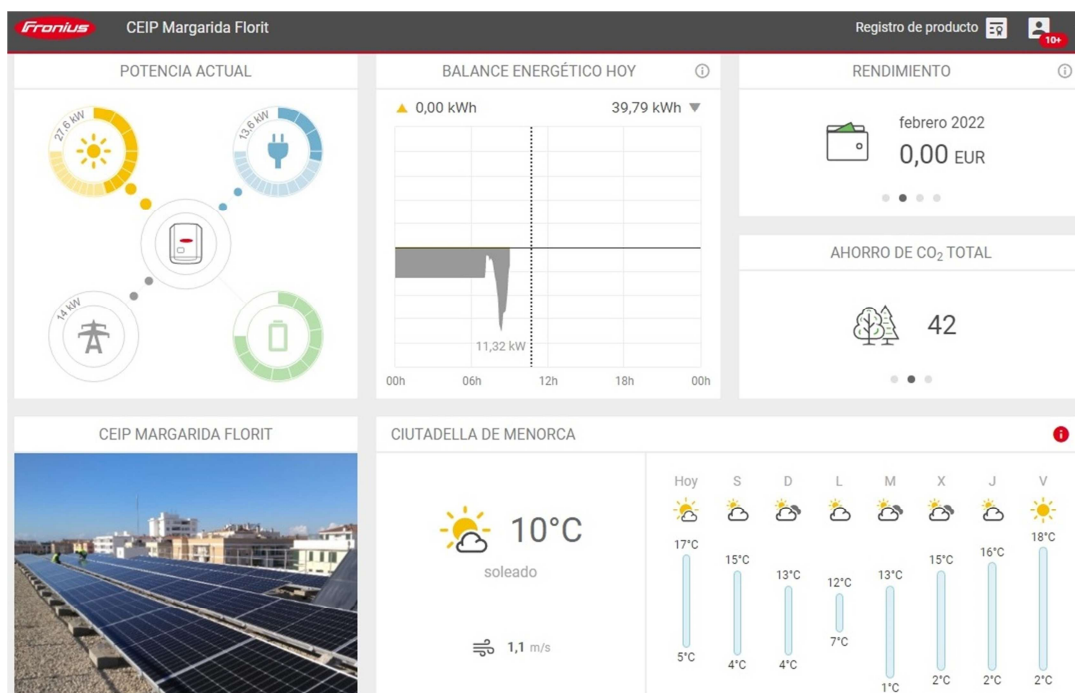 Fronius
CEIP Margarida Florit
Registro de producto
10+
POTENCIA ACTUAL
27.6 kW
13.6 kW
14 kW
BALANCE ENERGÉTICO HOY
0,00 kWh
39,79 kWh
11,32 kW
00h 06h 12h 18h 00h
RENDIMIENTO
febrero 2022
0,00 EUR
AHORRO DE CO₂ TOTAL
42
CEIP MARGARIDA FLORIT
CIUTADELLA DE MENORCA
10°C
soleado
1,1 m/s
Hoy S D L M X J V
17°C 15°C 13°C 12°C 13°C 15°C 16°C 18°C
5°C 4°C 4°C 7°C 1°C 2°C 2°C 2°C